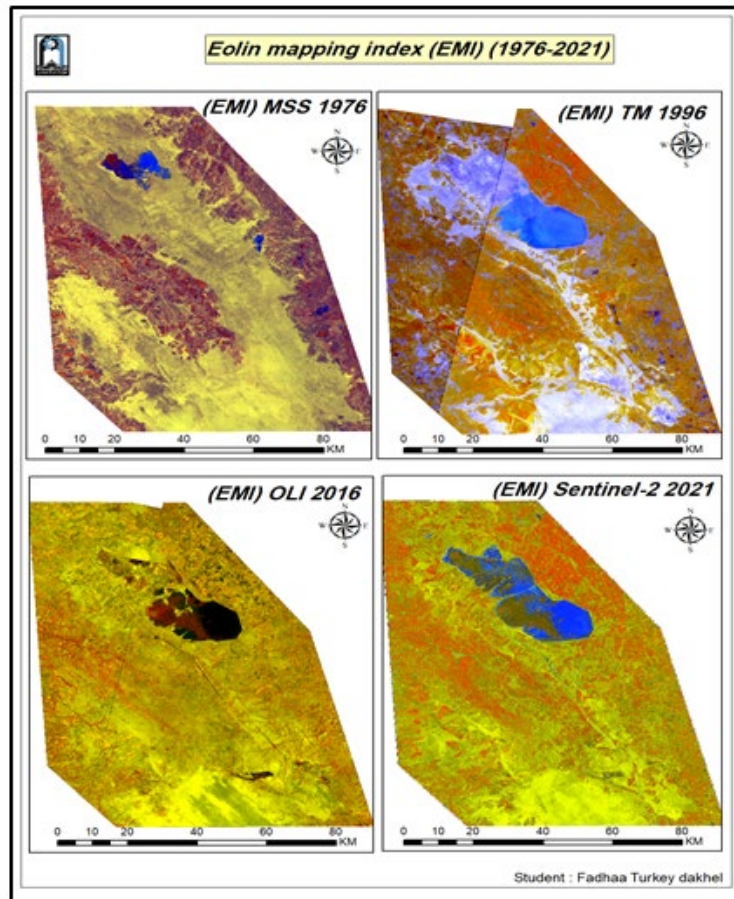 Eolin mapping index (EMI) (1976-2021)
(EMI) MSS 1976
N
W E
S
0 10 20 40 60 80
KM
(EMI) TM 1996
N
W E
S
0 10 20 40 60 80
KM
(EMI) OLI 2016
N
W E
S
0 10 20 40 60 80
KM
(EMI) Sentinel-2 2021
N
W E
S
0 10 20 40 60 80
KM
Student : Fadhaa Turkey dakhel